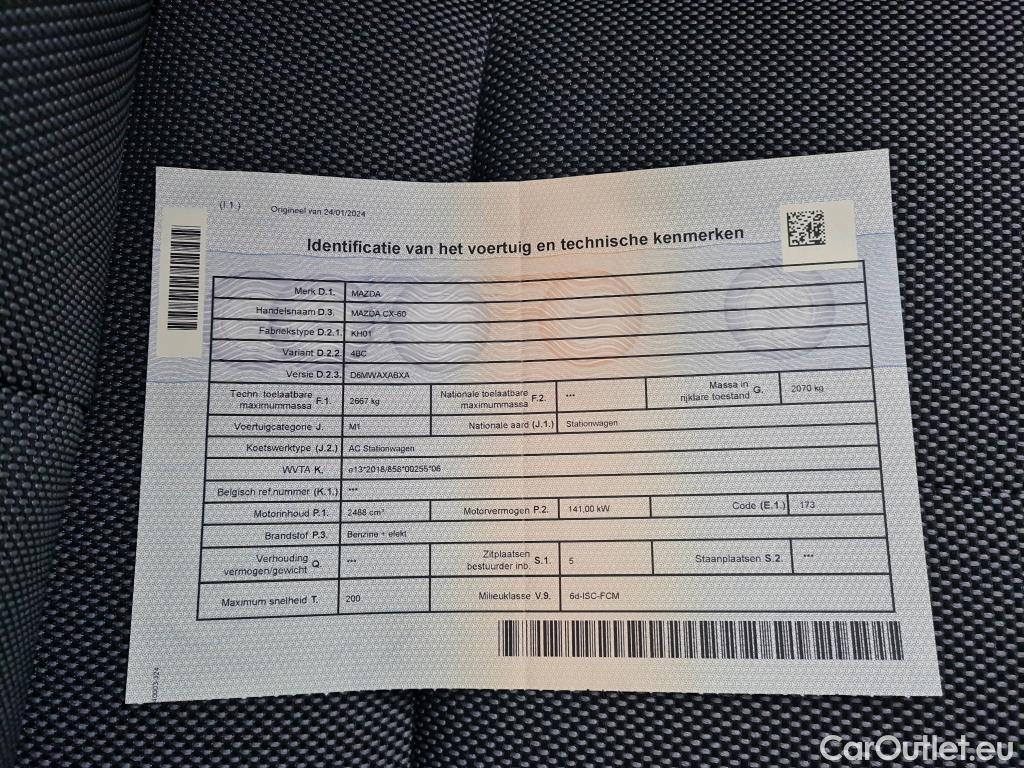 (I.1.) Origineel van 24/01/2024
Identificatie van het voertuig en technische kenmerken
Merk D.1. MAZDA
Handelsnaam D.3. MAZDA CX-60
Fabriekstype D.2.1. KH01
Variant D.2.2. 4BC
Versie D.2.3. D6MWAXABXA
Techn. toelaatbare maximummassa F.1. 2667 kg Nationale toelaatbare maximummassa F.2. *** Massa in rijklare toestand G. 2070 kg
Voertuigcategorie J. M1 Nationale aard (J.1.) Stationwagen
Koetswerktype (J.2.) AC Stationwagen
WVTA K. e13*2018/858*00255*06
Belgisch ref.nummer (K.1.) ***
Motorinhoud P.1. 2488 cm³ Motorvermogen P.2. 141,00 kW Code (E.1.) 173
Brandstof P.3. Benzine + elekt
Verhouding vermogen/gewicht Q. *** Zitplaatsen bestuurder inb. S.1. 5 Staanplaatsen S.2. ***
Maximum snelheid T. 200 Milieuklasse V.9. 6d-ISC-FCM
CarOutlet.eu